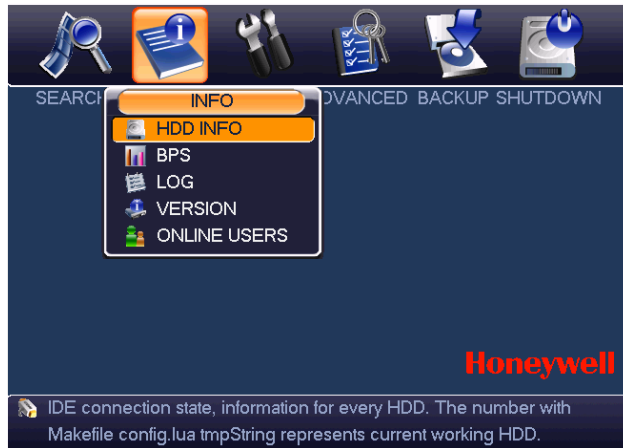 SEARCH
INFO
DVANCED BACKUP SHUTDOWN
HDD INFO
BPS
LOG
VERSION
ONLINE USERS
Honeywell
IDE connection state, information for every HDD. The number with
Makefile config.lua tmpString represents current working HDD.